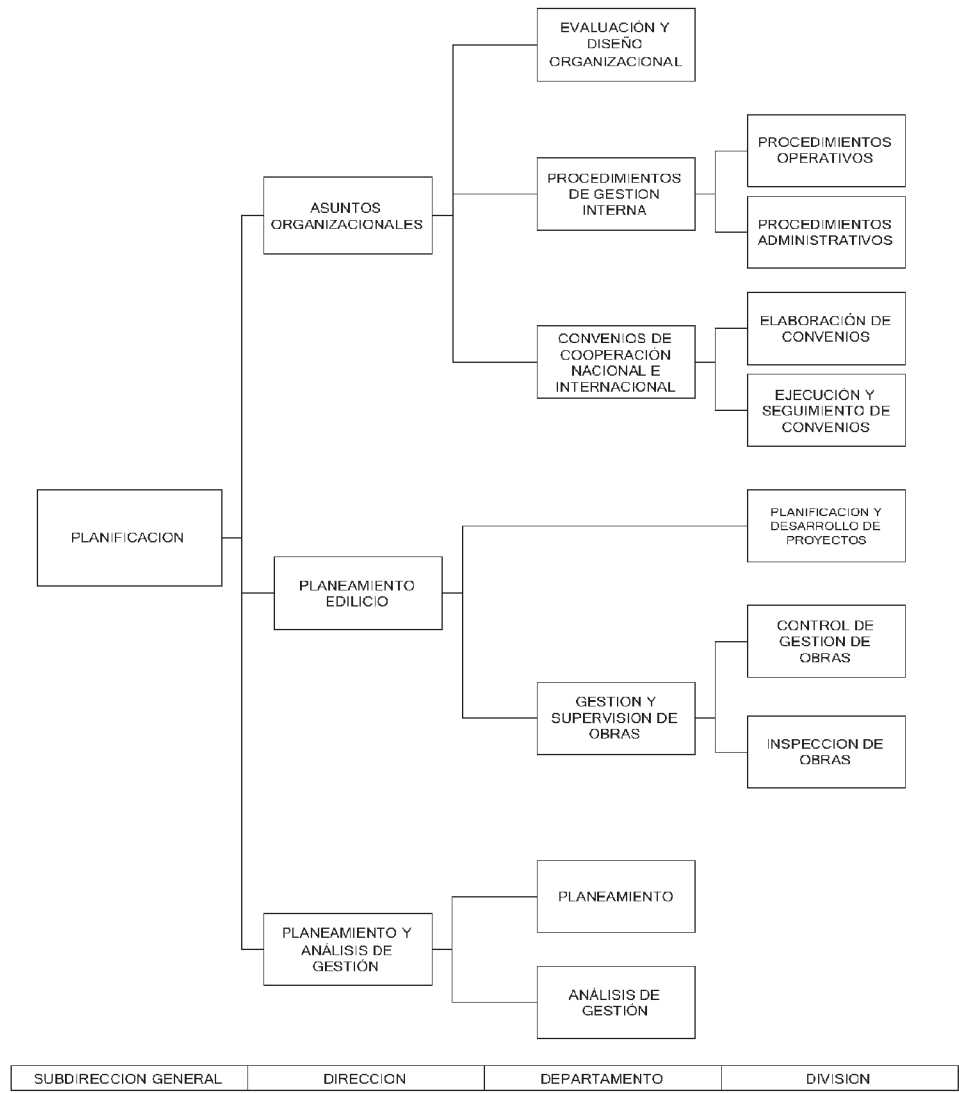 EVALUACIÓN Y
DISEÑO
ORGANIZACIONAL
PROCEDIMIENTOS
OPERATIVOS
PROCEDIMIENTOS
DE GESTION
INTERNA
ASUNTOS
ORGANIZACIONALES
PROCEDIMIENTOS
ADMINISTRATIVOS
ELABORACIÓN DE
CONVENIOS
CONVENIOS DE
COOPERACIÓN
NACIONAL E
INTERNACIONAL
EJECUCIÓN Y
SEGUIMIENTO DE
CONVENIOS
PLANIFICACION
PLANIFICACION Y
DESARROLLO DE
PROYECTOS
PLANEAMIENTO
EDILICIO
CONTROL DE
GESTION DE
OBRAS
GESTION Y
SUPERVISION DE
OBRAS
INSPECCION DE
OBRAS
PLANEAMIENTO
PLANEAMIENTO Y
ANÁLISIS DE
GESTIÓN
ANÁLISIS DE
GESTIÓN
SUBDIRECCION GENERAL DIRECCION DEPARTAMENTO DIVISION